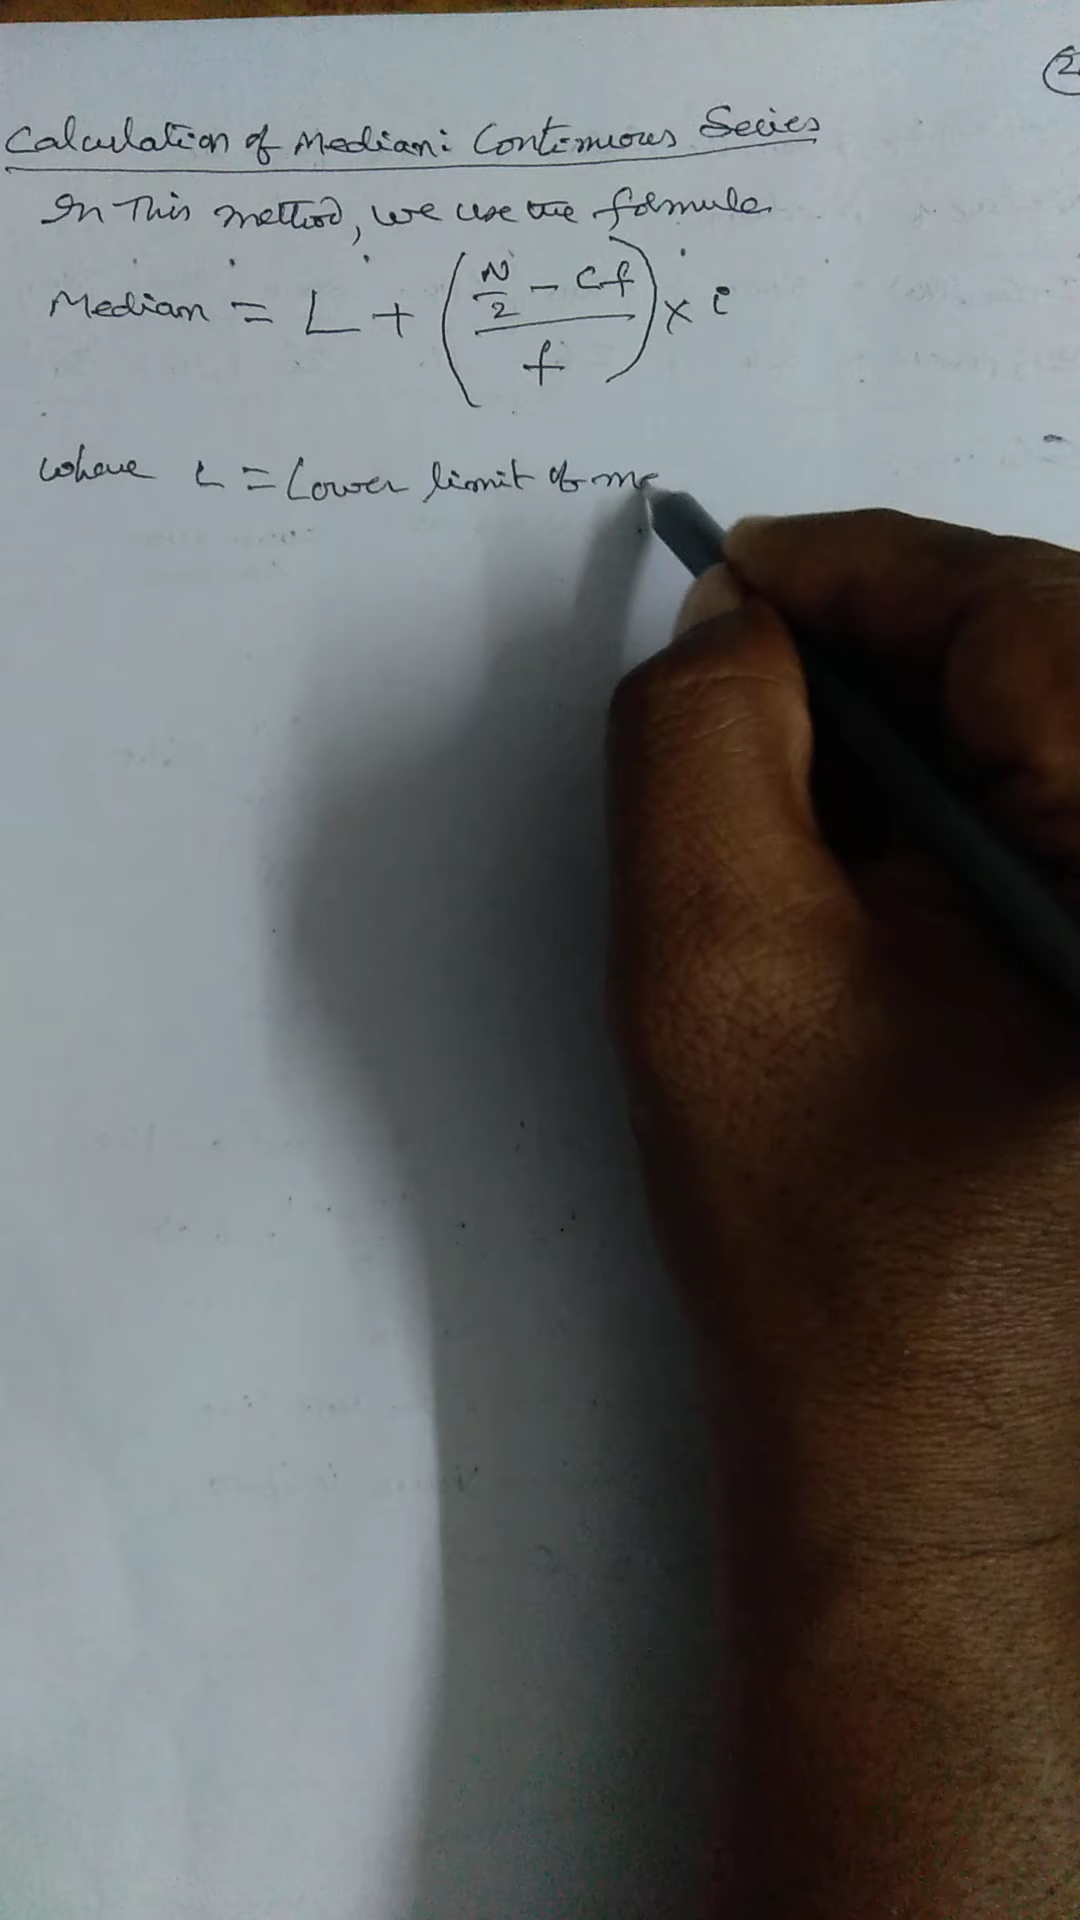 Calculation of Median: Continuous Series
In This method, we use the formula
Median = L + ( (N/2 - Cf) / f ) × i
where L = Lower limit of me